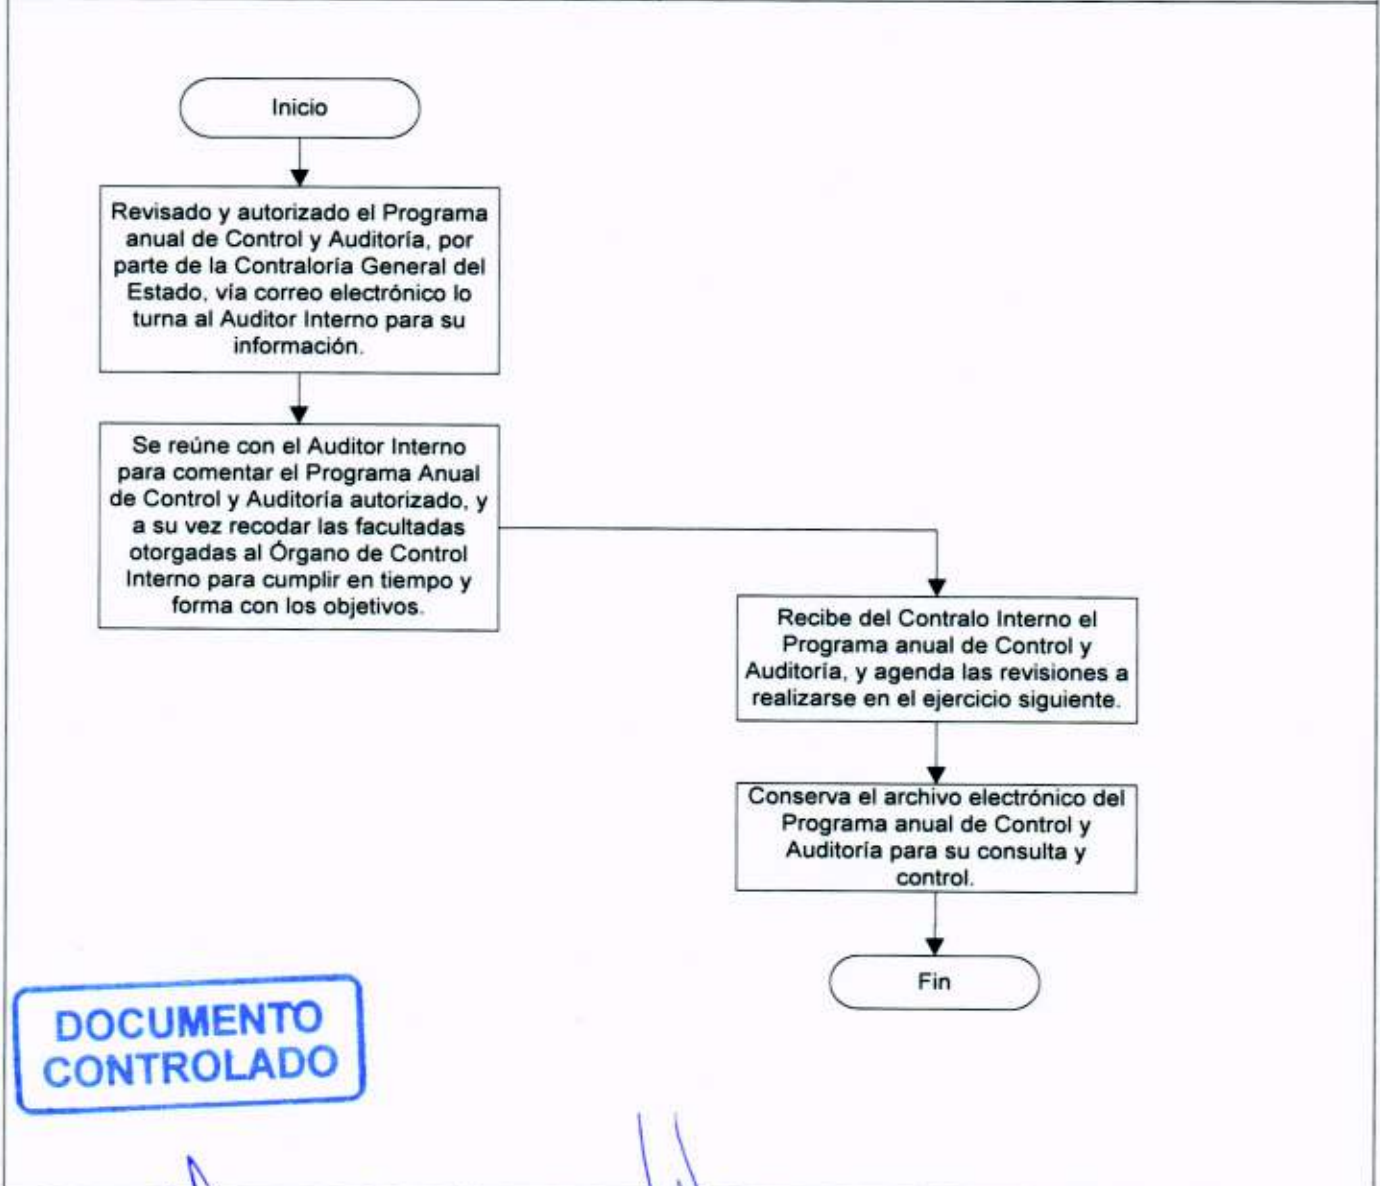 Inicio
Revisado y autorizado el Programa
anual de Control y Auditoría, por
parte de la Contraloría General del
Estado, vía correo electrónico lo
turna al Auditor Interno para su
información.
Se reúne con el Auditor Interno
para comentar el Programa Anual
de Control y Auditoría autorizado, y
a su vez recodar las facultadas
otorgadas al Órgano de Control
Interno para cumplir en tiempo y
forma con los objetivos.
Recibe del Contralo Interno el
Programa anual de Control y
Auditoría, y agenda las revisiones a
realizarse en el ejercicio siguiente.
Conserva el archivo electrónico del
Programa anual de Control y
Auditoría para su consulta y
control.
Fin
DOCUMENTO
CONTROLADO